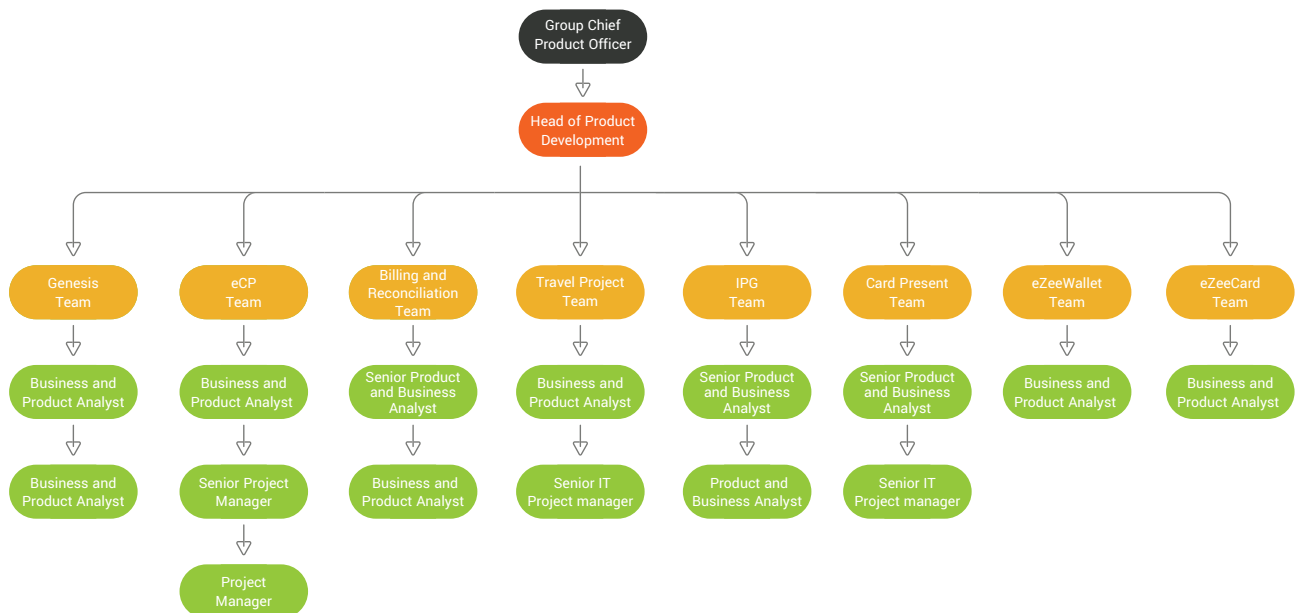 Group Chief
Product Officer
Head of Product
Development
Genesis
Team
eCP
Team
Billing and
Reconciliation
Team
Travel Project
Team
IPG
Team
Card Present
Team
eZeeWallet
Team
eZeeCard
Team
Business and
Product Analyst
Business and
Product Analyst
Senior Product
and Business
Analyst
Business and
Product Analyst
Senior Product
and Business
Analyst
Senior Product
and Business
Analyst
Business and
Product Analyst
Business and
Product Analyst
Business and
Product Analyst
Senior Project
Manager
Business and
Product Analyst
Senior IT
Project manager
Product and
Business Analyst
Senior IT
Project manager
Project
Manager